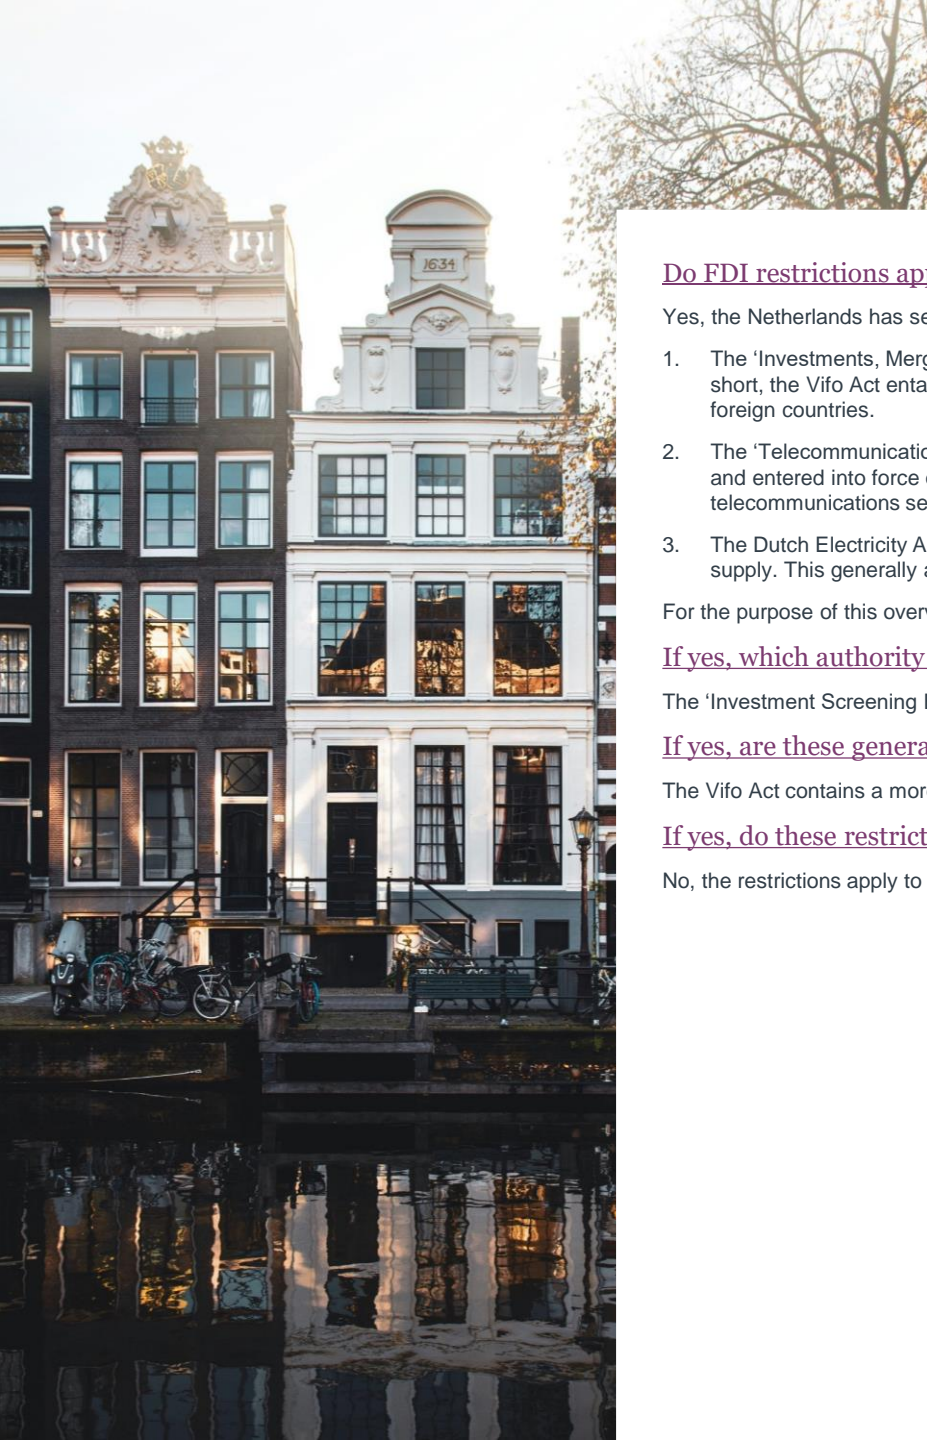 1634
Do FDI restrictions ap
Yes, the Netherlands has se
1. The ‘Investments, Merg
short, the Vifo Act enta
foreign countries.
2. The ‘Telecommunicatio
and entered into force
telecommunications se
3. The Dutch Electricity A
supply. This generally a
For the purpose of this over
If yes, which authority
The ‘Investment Screening
If yes, are these genera
The Vifo Act contains a mor
If yes, do these restrict
No, the restrictions apply to